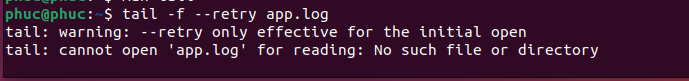 phuc@phuc:~$ tail -f --retry app.log
tail: warning: --retry only effective for the initial open
tail: cannot open 'app.log' for reading: No such file or directory